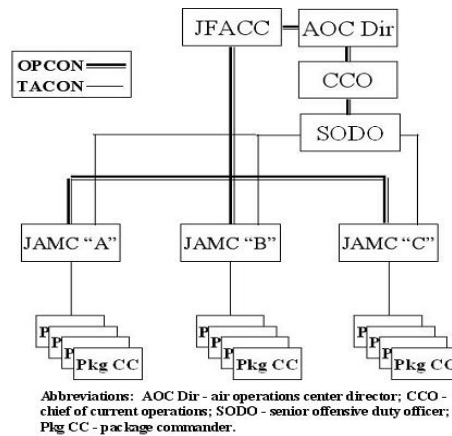 JFACC
AOC Dir
OPCON
TACON
CCO
SODO
JAMC “A”
JAMC “B”
JAMC “C”
P
P
P
Pkg CC
P
P
P
Pkg CC
P
P
P
Pkg CC
Abbreviations: AOC Dir - air operations center director; CCO -
chief of current operations; SODO - senior offensive duty officer;
Pkg CC - package commander.